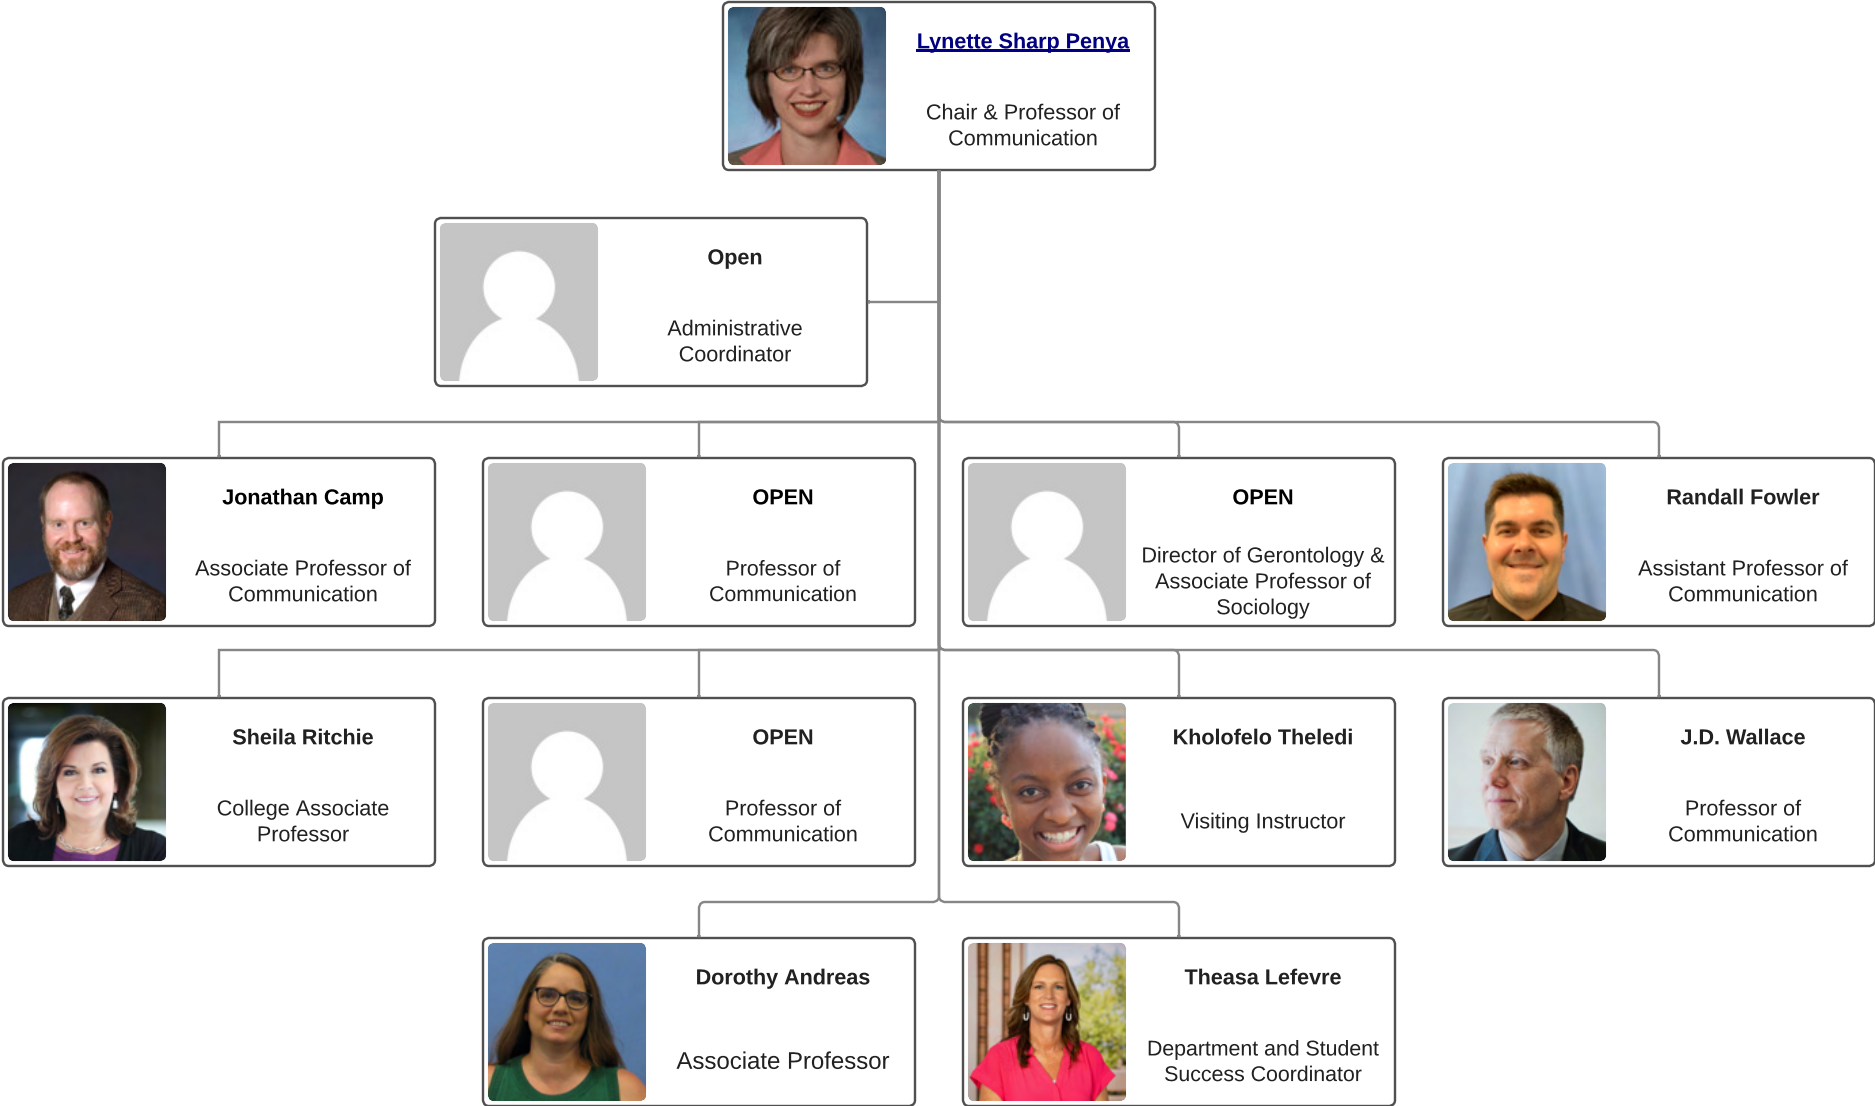 Lynette Sharp Penya
Chair & Professor of
Communication
Open
Administrative
Coordinator
Jonathan Camp
Associate Professor of
Communication
OPEN
Professor of
Communication
OPEN
Director of Gerontology &
Associate Professor of
Sociology
Randall Fowler
Assistant Professor of
Communication
Sheila Ritchie
College Associate
Professor
OPEN
Professor of
Communication
Kholofelo Theledi
Visiting Instructor
J.D. Wallace
Professor of
Communication
Dorothy Andreas
Associate Professor
Theasa Lefevre
Department and Student
Success Coordinator